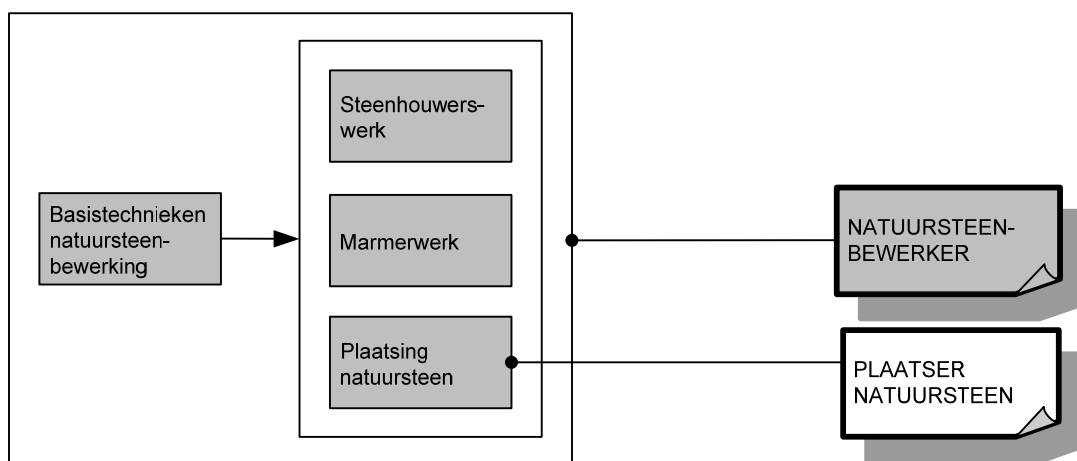 Steenhouwers-
werk
Basistechnieken
natuursteen-
bewerking
Marmerwerk
Plaatsing
natuursteen
NATUURSTEEN-
BEWERKER
PLAATSER
NATUURSTEEN